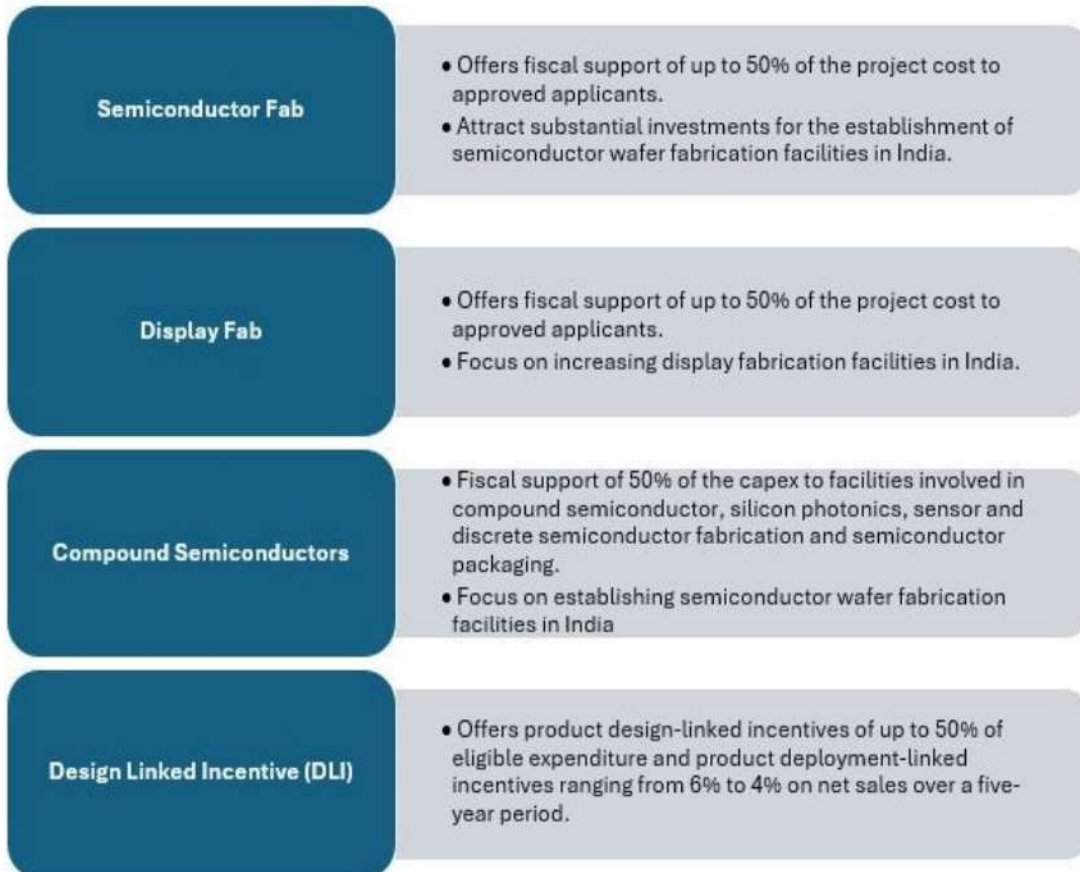 Semiconductor Fab
• Offers fiscal support of up to 50% of the project cost to
approved applicants.
• Attract substantial investments for the establishment of
semiconductor wafer fabrication facilities in India.
Display Fab
• Offers fiscal support of up to 50% of the project cost to
approved applicants.
• Focus on increasing display fabrication facilities in India.
Compound Semiconductors
• Fiscal support of 50% of the capex to facilities involved in
compound semiconductor, silicon photonics, sensor and
discrete semiconductor fabrication and semiconductor
packaging.
• Focus on establishing semiconductor wafer fabrication
facilities in India
Design Linked Incentive (DLI)
• Offers product design-linked incentives of up to 50% of
eligible expenditure and product deployment-linked
incentives ranging from 6% to 4% on net sales over a five-
year period.